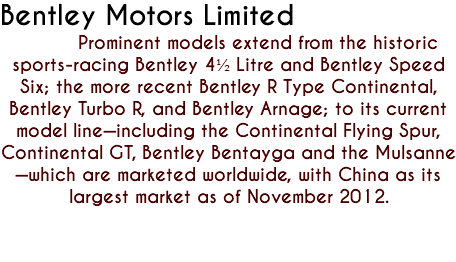 Bentley Motors Limited
Prominent models extend from the historic
sports-racing Bentley 4½ Litre and Bentley Speed
Six; the more recent Bentley R Type Continental,
Bentley Turbo R, and Bentley Arnage; to its current
model line—including the Continental Flying Spur,
Continental GT, Bentley Bentayga and the Mulsanne
—which are marketed worldwide, with China as its
largest market as of November 2012.